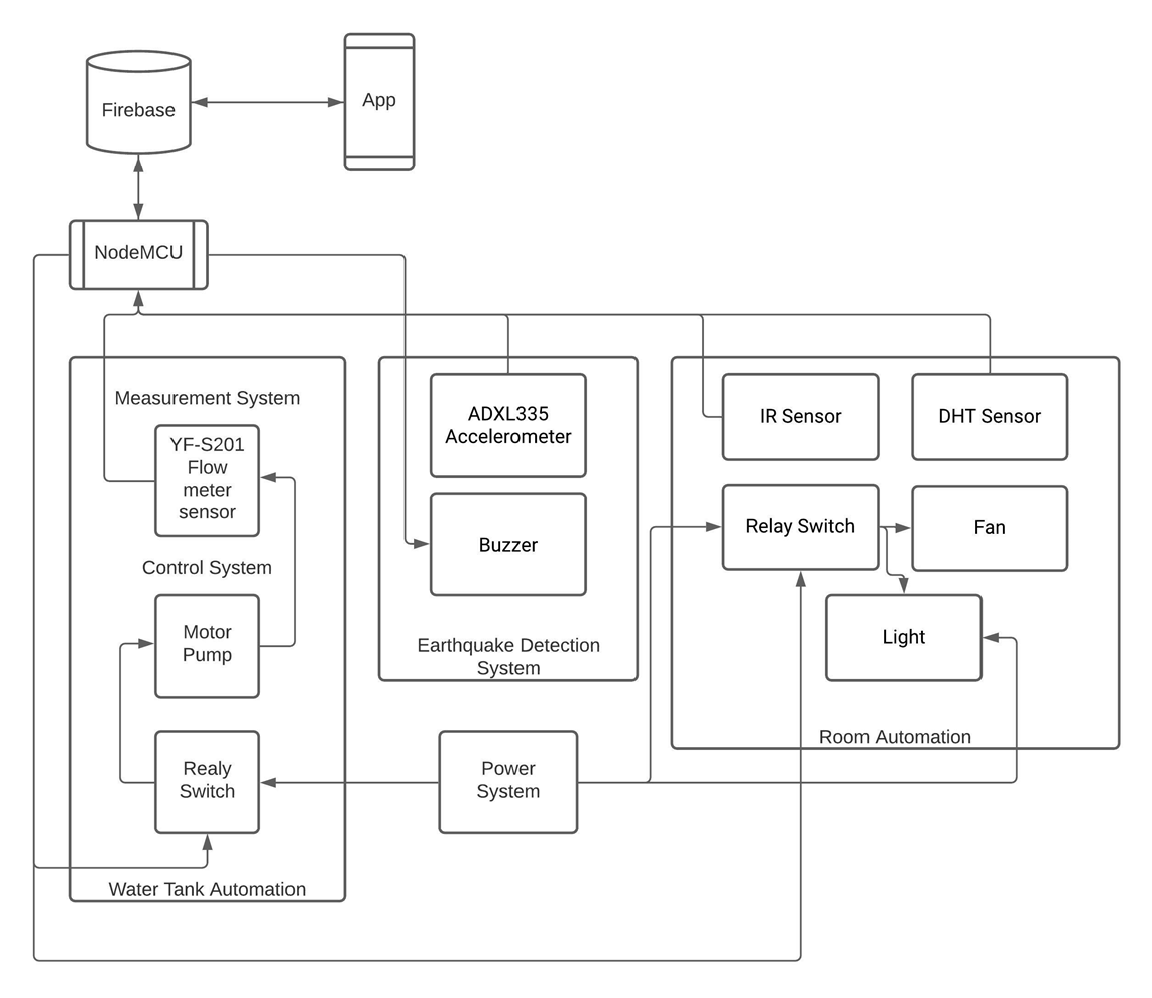 Firebase
App
NodeMCU
Measurement System
YF-S201
Flow
meter
sensor
Control System
Motor
Pump
Realy
Switch
Water Tank Automation
ADXL335
Accelerometer
Buzzer
Earthquake Detection
System
Power
System
IR Sensor
DHT Sensor
Relay Switch
Fan
Light
Room Automation